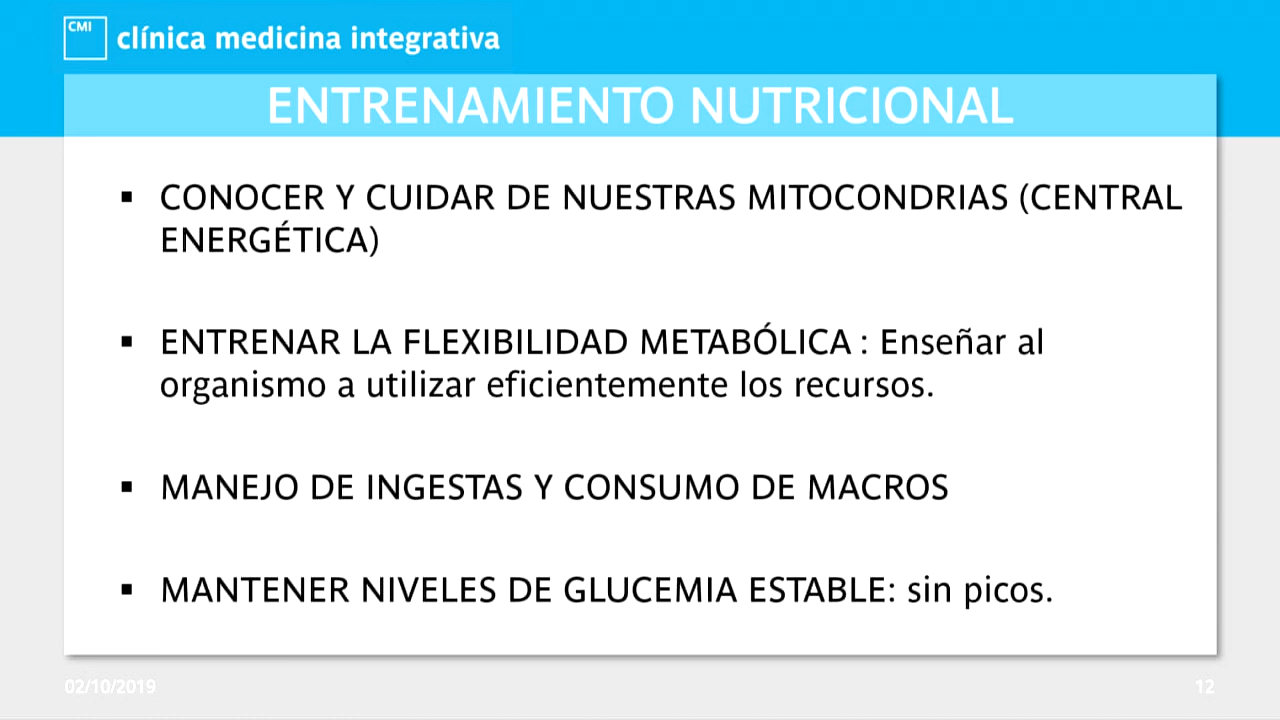 CMI
clínica medicina integrativa
ENTRENAMIENTO NUTRICIONAL
▪ CONOCER Y CUIDAR DE NUESTRAS MITOCONDRIAS (CENTRAL
ENERGÉTICA)
▪ ENTRENAR LA FLEXIBILIDAD METABÓLICA : Enseñar al
organismo a utilizar eficientemente los recursos.
▪ MANEJO DE INGESTAS Y CONSUMO DE MACROS
▪ MANTENER NIVELES DE GLUCEMIA ESTABLE: sin picos.
02/10/2019
12